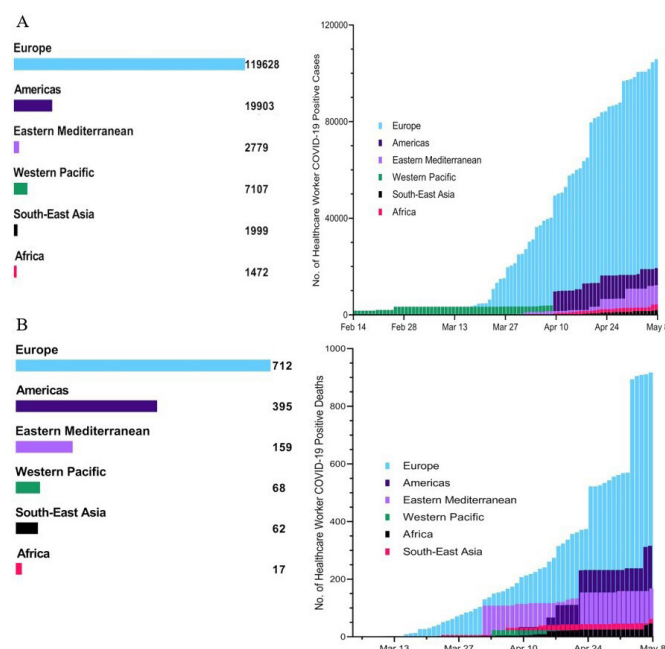 A
Europe
119628
Americas
19903
Eastern Mediterranean
2779
Western Pacific
7107
South-East Asia
1999
Africa
1472
No. of Healthcare Worker COVID-19 Positive Cases
120000
80000
40000
0
Europe
Americas
Eastern Mediterranean
Western Pacific
South-East Asia
Africa
Feb 14 Feb 28 Mar 13 Mar 27 Apr 10 Apr 24 May 8
B
Europe
712
Americas
395
Eastern Mediterranean
159
Western Pacific
68
South-East Asia
62
Africa
17
No. of Healthcare Worker COVID-19 Positive Deaths
1000
800
600
400
200
0
Europe
Americas
Eastern Mediterranean
Western Pacific
Africa
South-East Asia
Mar 13 Mar 27 Apr 10 Apr 24 May 8